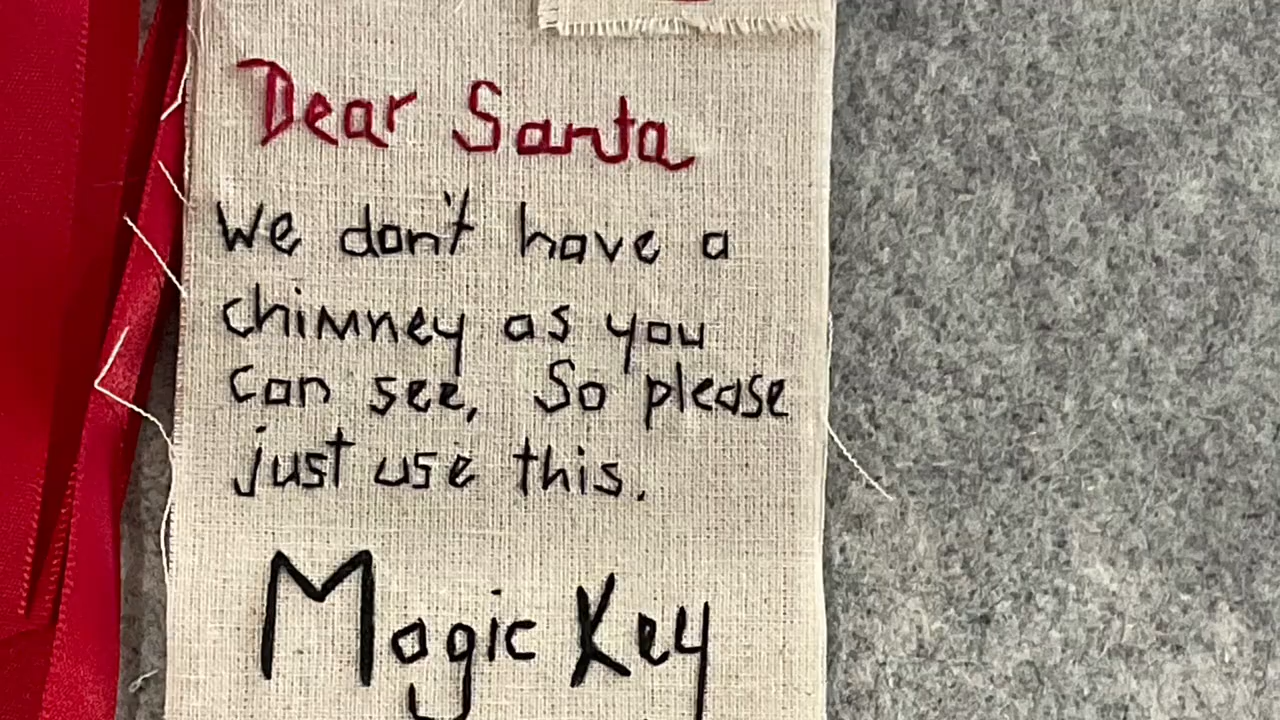 Dear Santa
We don't have a
chimney as you
can see, So please
just use this.
Magic Key